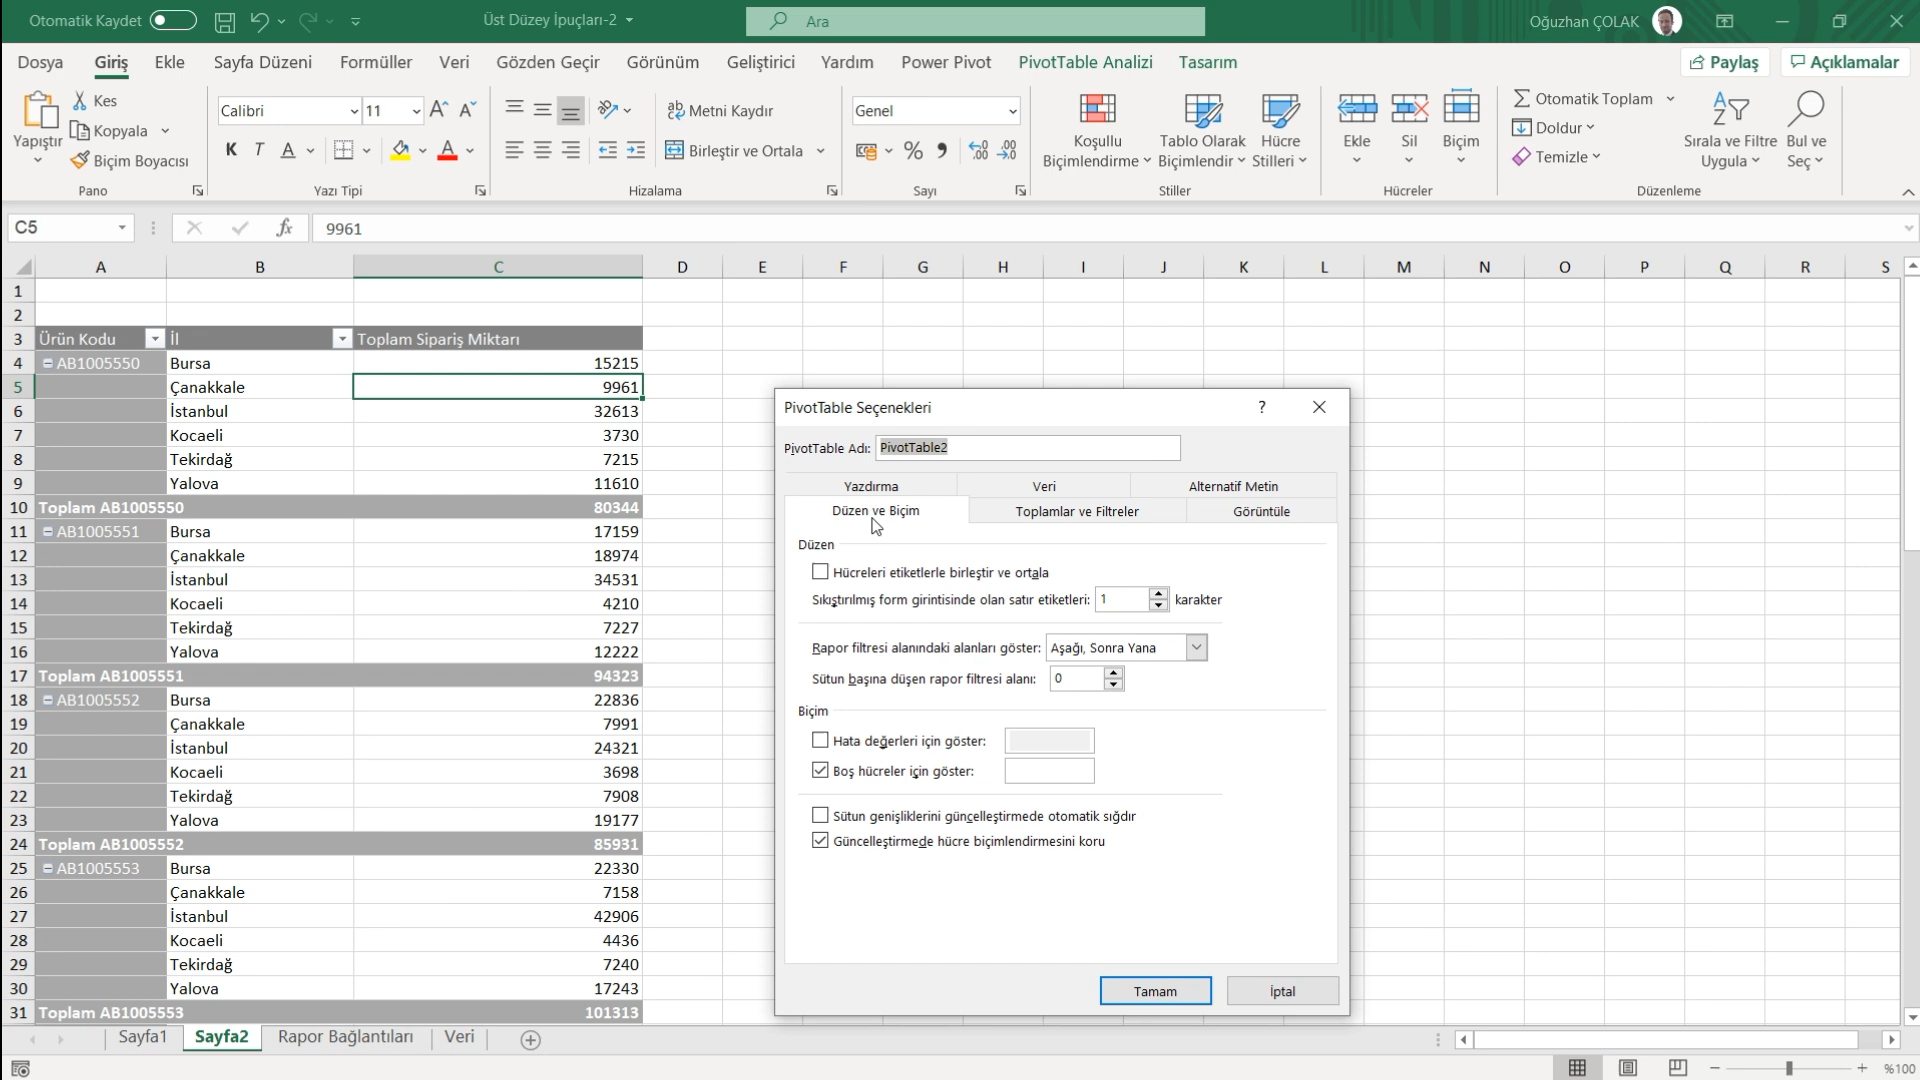 Otomatik Kaydet
Üst Düzey İpuçları-2
Ara
Oğuzhan ÇOLAK
Dosya Giriş Ekle Sayfa Düzeni Formüller Veri Gözden Geçir Görünüm Geliştirici Yardım Power Pivot PivotTable Analizi Tasarım Paylaş Açıklamalar
Yapıştır
Kes
Kopyala
Biçim Boyacısı
Pano
Calibri 11
K T A
Yazı Tipi
Metni Kaydır
Birleştir ve Ortala
Hizalama
Genel
Sayı
Koşullu Biçimlendirme
Tablo Olarak Biçimlendir
Hücre Stilleri
Stiller
Ekle Sil Biçim
Hücreler
Otomatik Toplam
Doldur
Temizle
Sırala ve Filtre Uygula
Bul ve Seç
Düzenleme
C5 fx 9961
A B C D E F G H I J K L M N O P Q R S
1
2
3 Ürün Kodu İl Toplam Sipariş Miktarı
4 AB1005550 Bursa 15215
5 Çanakkale 9961
6 İstanbul 32613
7 Kocaeli 3730
8 Tekirdağ 7215
9 Yalova 11610
10 Toplam AB1005550 80344
11 AB1005551 Bursa 17159
12 Çanakkale 18974
13 İstanbul 34531
14 Kocaeli 4210
15 Tekirdağ 7227
16 Yalova 12222
17 Toplam AB1005551 94323
18 AB1005552 Bursa 22836
19 Çanakkale 7991
20 İstanbul 24321
21 Kocaeli 3698
22 Tekirdağ 7908
23 Yalova 19177
24 Toplam AB1005552 85931
25 AB1005553 Bursa 22330
26 Çanakkale 7158
27 İstanbul 42906
28 Kocaeli 4436
29 Tekirdağ 7240
30 Yalova 17243
31 Toplam AB1005553 101313
PivotTable Seçenekleri ?
PivotTable Adı: PivotTable2
Yazdırma Veri Alternatif Metin
Düzen ve Biçim Toplamlar ve Filtreler Görüntüle
Düzen
Hücreleri etiketlerle birleştir ve ortala
Sıkıştırılmış form girintisinde olan satır etiketleri: 1 karakter
Rapor filtresi alanındaki alanları göster: Aşağı, Sonra Yana
Sütun başına düşen rapor filtresi alanı: 0
Biçim
Hata değerleri için göster:
Boş hücreler için göster:
Sütun genişliklerini güncelleştirmede otomatik sığdır
Güncelleştirmede hücre biçimlendirmesini koru
Tamam İptal
Sayfa1 Sayfa2 Rapor Bağlantıları Veri
%100